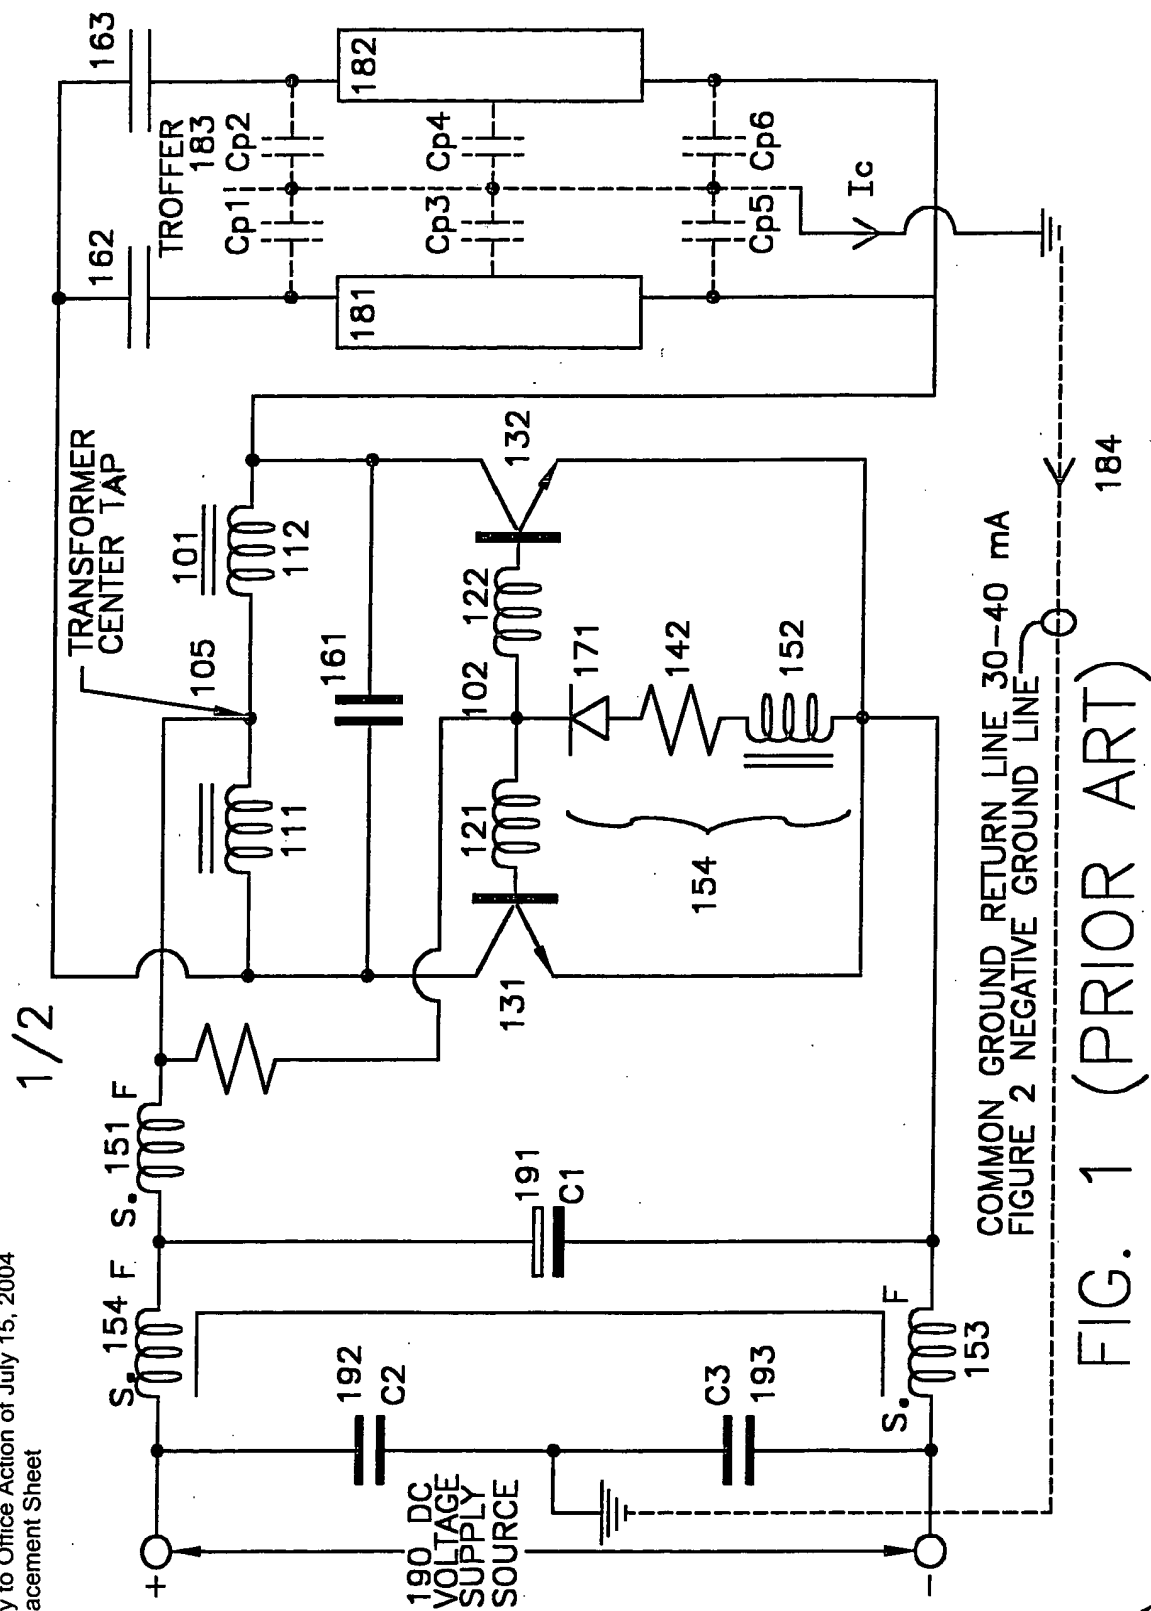 y to Office Action of July 15, 2004
acement Sheet
1/2
TRANSFORMER
CENTER TAP
162
163
TROFFER
183
Cp1
Cp2
Cp3
Cp4
Cp5
Cp6
181
182
Ic
101
105
111
112
161
132
131
102
121
122
171
142
152
154
S.
154
F
S.
151
F
191
C1
192
C2
C3
193
S.
153
F
+
190 DC
VOLTAGE
SUPPLY
SOURCE
-
COMMON GROUND RETURN LINE 30-40 mA
FIGURE 2 NEGATIVE GROUND LINE
184
FIG. 1 (PRIOR ART)